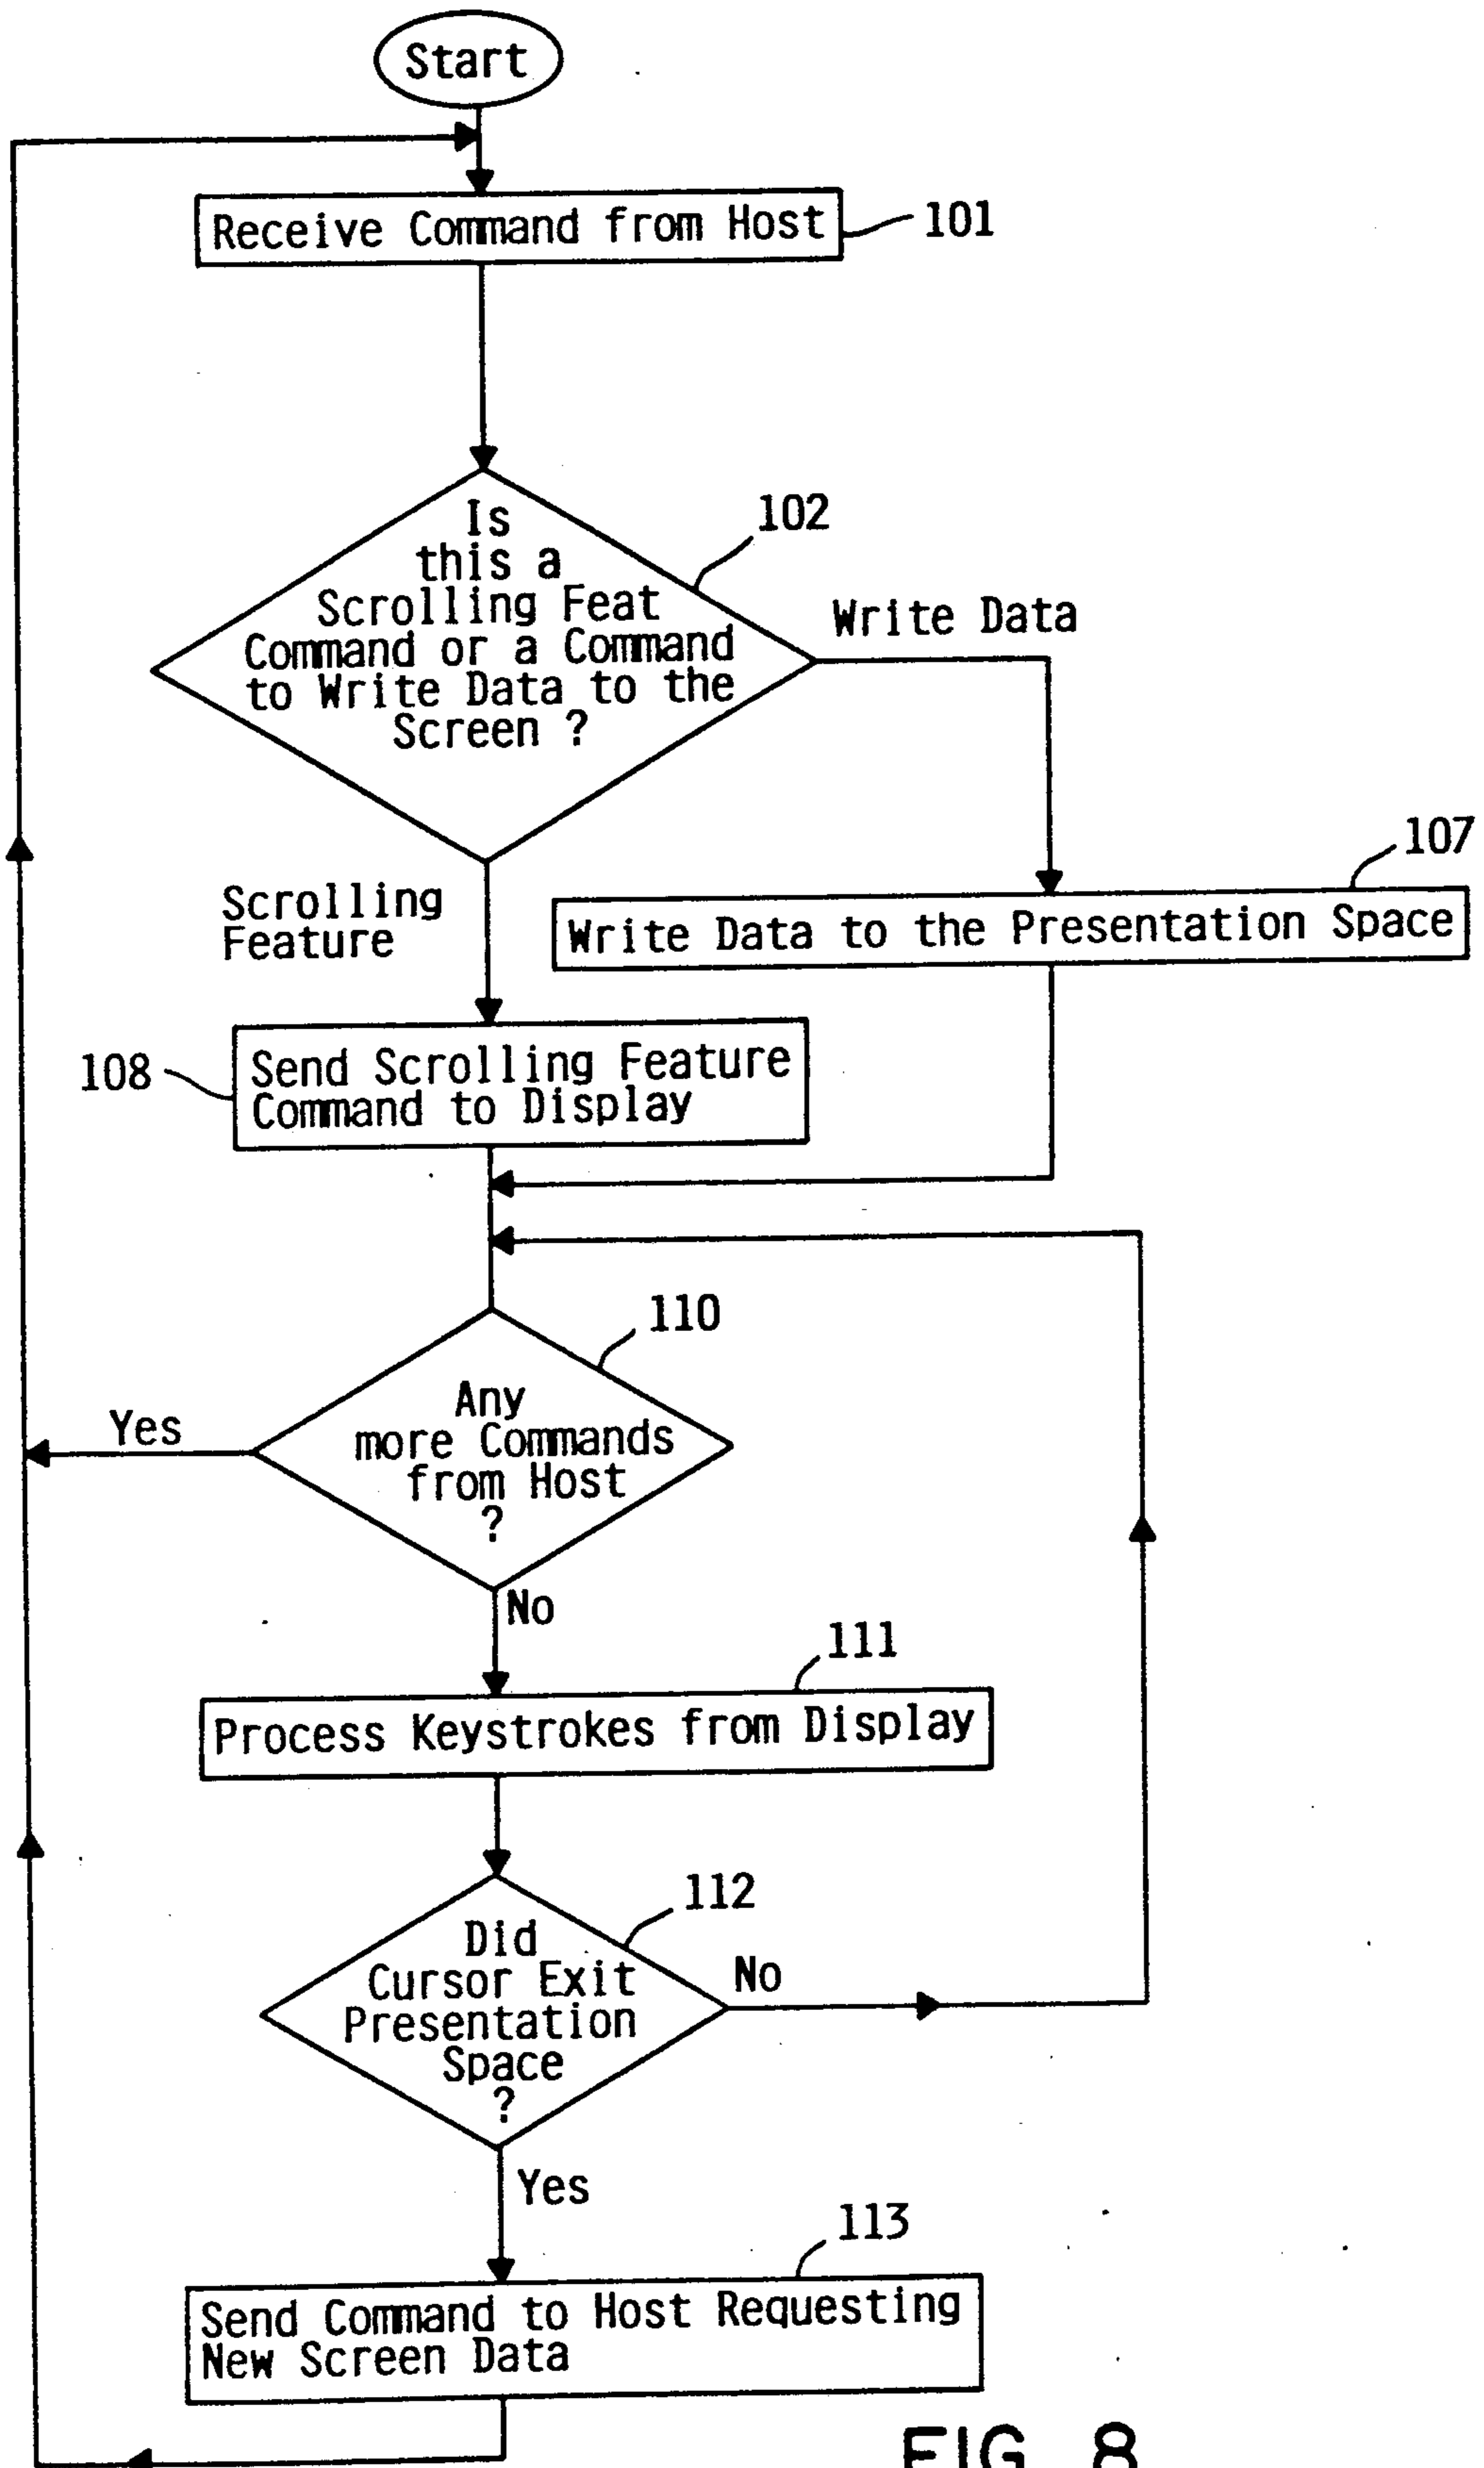 Start
Receive Command from Host
101
Is
this a
Scrolling Feat
Command or a Command
to Write Data to the
Screen ?
102
Write Data
107
Scrolling
Feature
Write Data to the Presentation Space
108
Send Scrolling Feature
Command to Display
110
Any
more Commands
from Host
?
Yes
No
111
Process Keystrokes from Display
112
Did
Cursor Exit
Presentation
Space
?
No
Yes
113
Send Command to Host Requesting
New Screen Data
FIG. 8